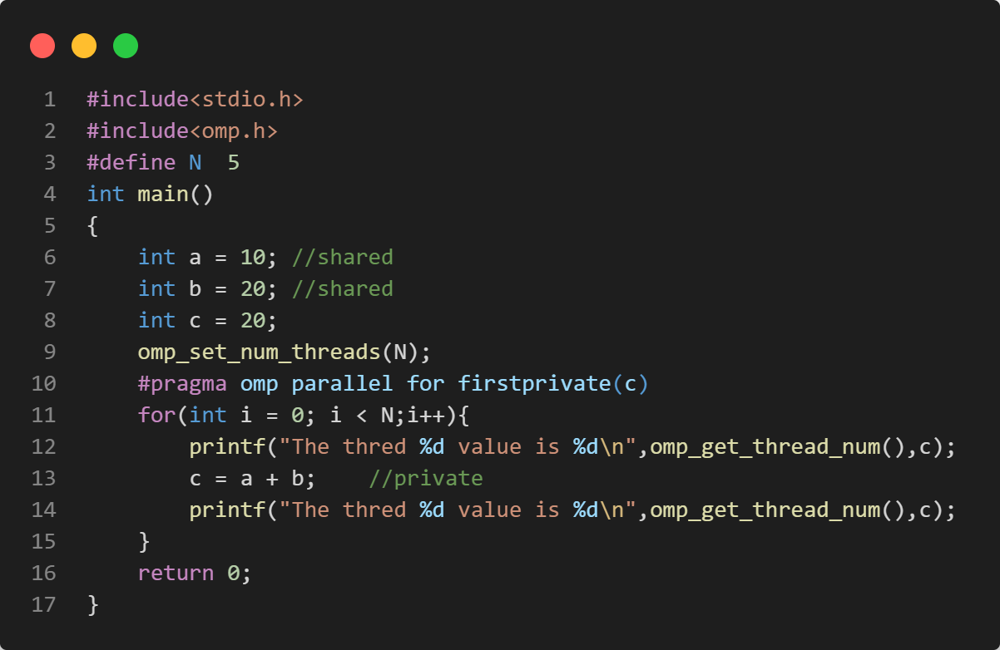 1 #include<stdio.h>
2 #include<omp.h>
3 #define N  5
4 int main()
5 {
6     int a = 10; //shared
7     int b = 20; //shared
8     int c = 20;
9     omp_set_num_threads(N);
10     #pragma omp parallel for firstprivate(c)
11     for(int i = 0; i < N;i++){
12         printf("The thred %d value is %d\n",omp_get_thread_num(),c);
13         c = a + b;    //private
14         printf("The thred %d value is %d\n",omp_get_thread_num(),c);
15     }
16     return 0;
17 }